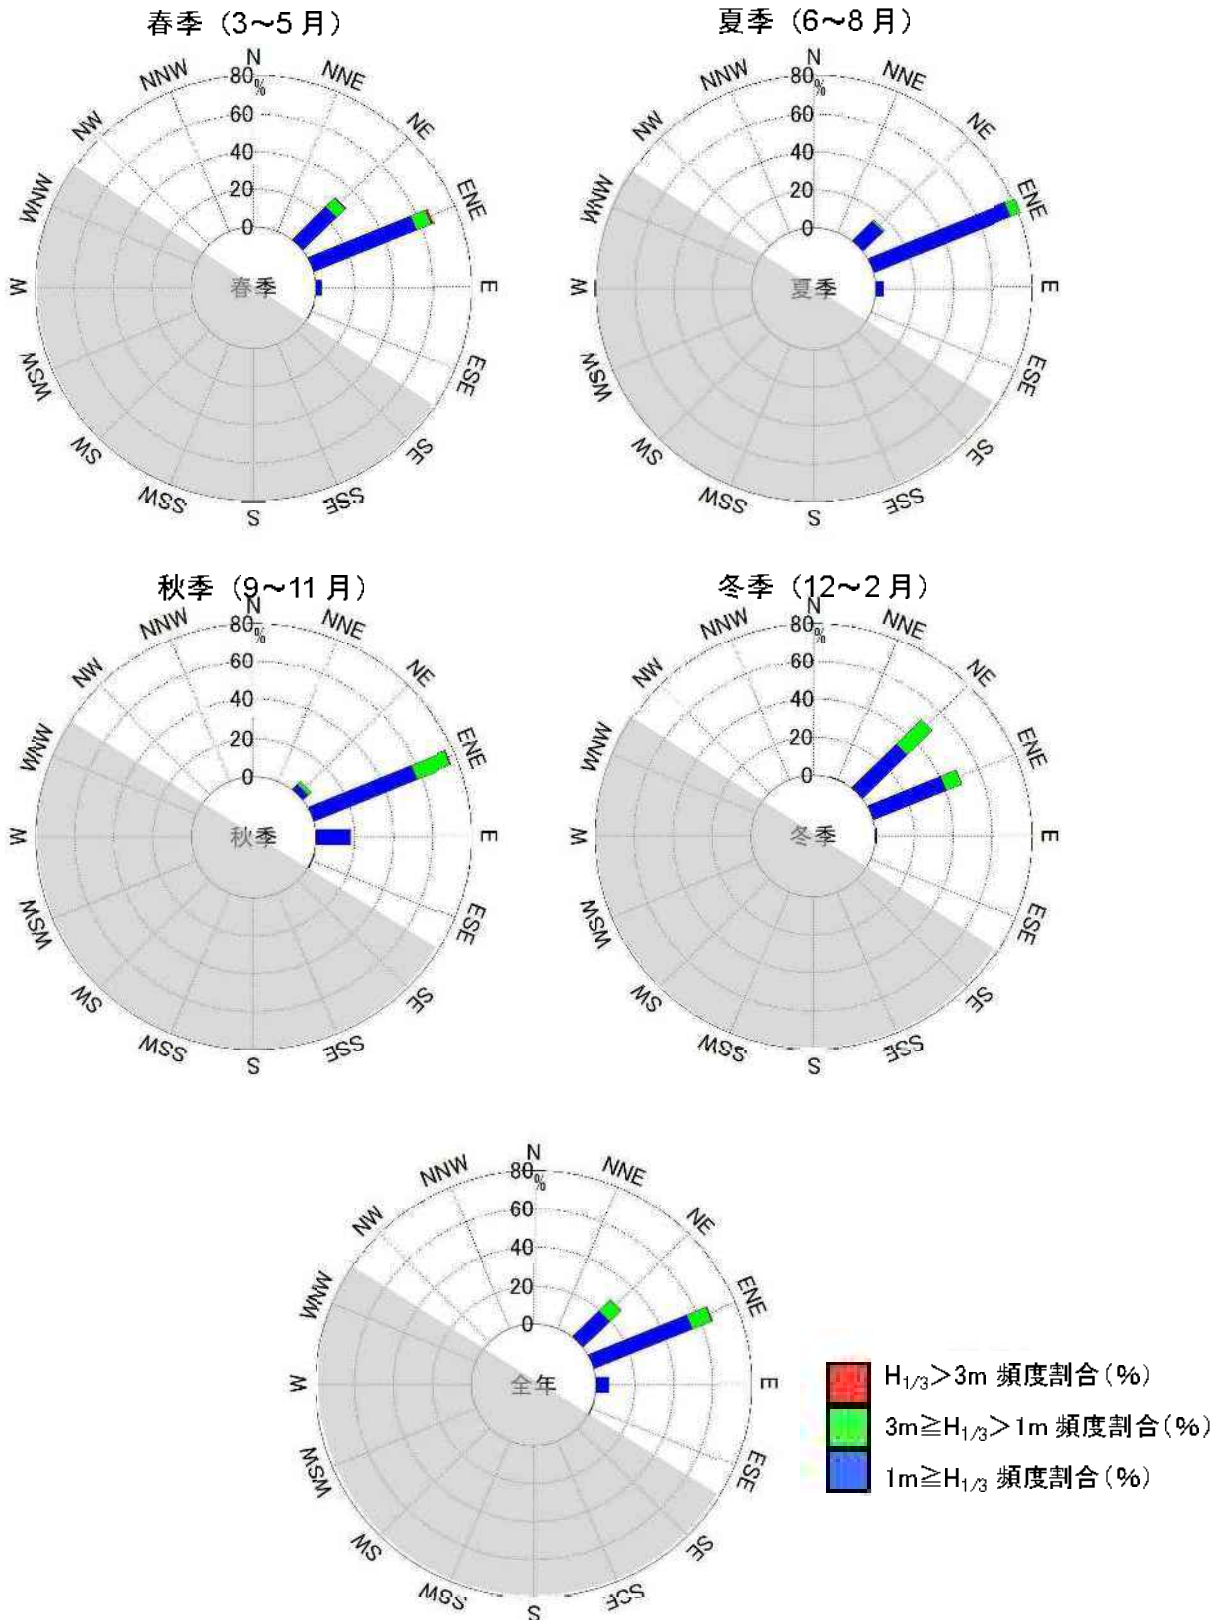 春季（3～5月）
N
NNE
NE
ENE
E
ESE
SE
SSE
S
SSW
SW
WSW
W
WNW
NW
NNW
80
%
60
40
20
0
春季
夏季（6～8月）
N
NNE
NE
ENE
E
ESE
SE
SSE
S
SSW
SW
WSW
W
WNW
NW
NNW
80
%
60
40
20
0
夏季
秋季（9～11月）
N
NNE
NE
ENE
E
ESE
SE
SSE
S
SSW
SW
WSW
W
WNW
NW
NNW
80
%
60
40
20
0
秋季
冬季（12～2月）
N
NNE
NE
ENE
E
ESE
SE
SSE
S
SSW
SW
WSW
W
WNW
NW
NNW
80
%
60
40
20
0
冬季
N
NNE
NE
ENE
E
ESE
SE
SSE
S
SSW
SW
WSW
W
WNW
NW
NNW
80
%
60
40
20
0
全年
H1/3＞3m 頻度割合（%）
3m≧H1/3＞1m 頻度割合（%）
1m≧H1/3 頻度割合（%）